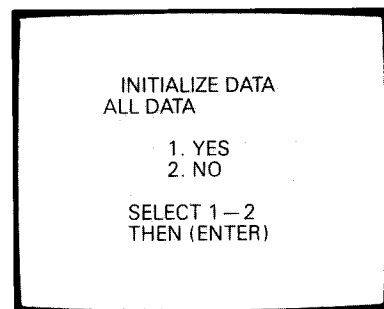 INITIALIZE DATA
ALL DATA
1. YES
2. NO
SELECT 1–2
THEN (ENTER)